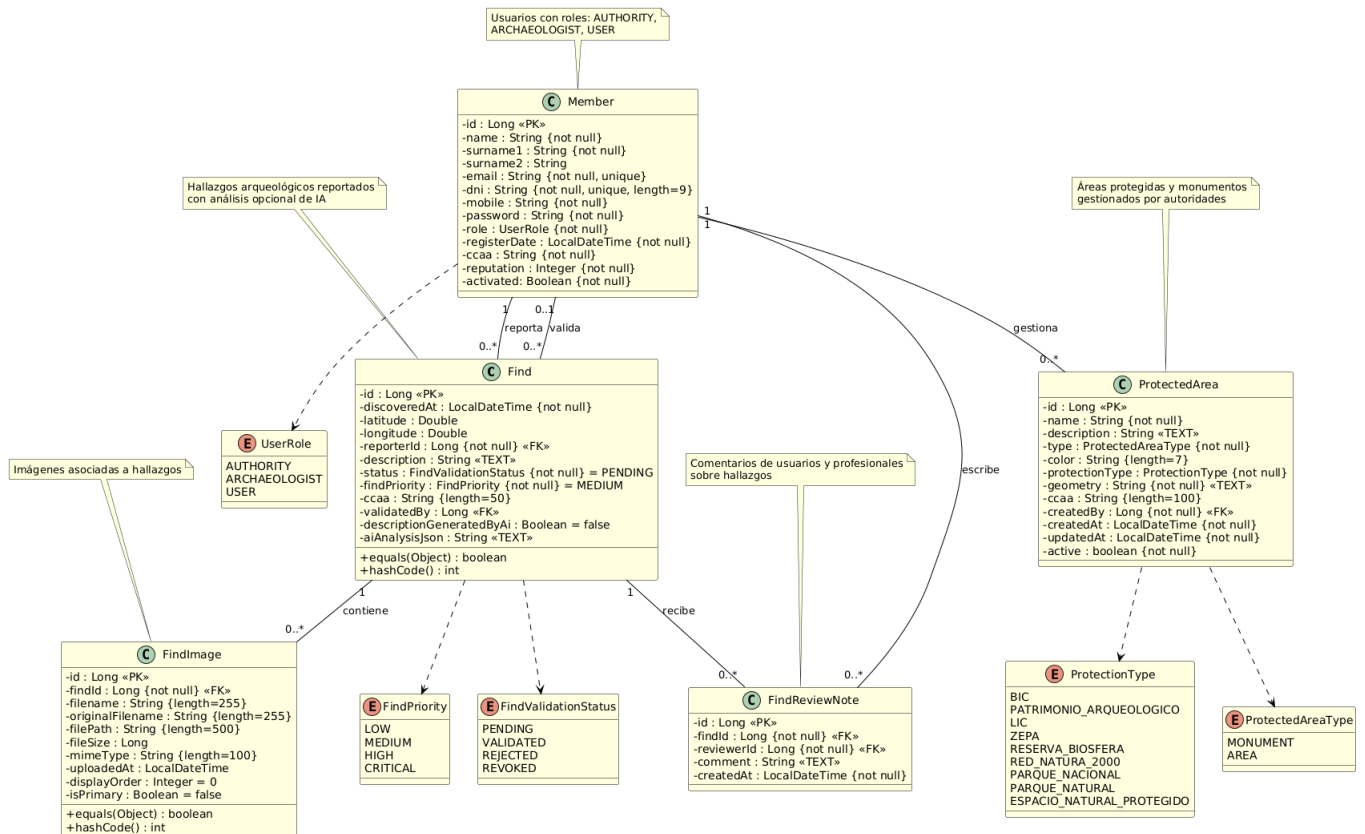 Usuarios con roles: AUTHORITY,
ARCHAEOLOGIST, USER
C Member
-id : Long «PK»
-name : String {not null}
-surname1 : String {not null}
-surname2 : String
-email : String {not null, unique}
-dni : String {not null, unique, length=9}
-mobile : String {not null}
-password : String {not null}
-role : UserRole {not null}
-registerDate : LocalDateTime {not null}
-ccaa : String {not null}
-reputation : Integer {not null}
-activated: Boolean {not null}
Hallazgos arqueológicos reportados
con análisis opcional de IA
Áreas protegidas y monumentos
gestionados por autoridades
1
1
1
0..1
reporta
valida
0..*
0..*
gestiona
0..*
C Find
-id : Long «PK»
-discoveredAt : LocalDateTime {not null}
-latitude : Double
-longitude : Double
-reporterId : Long {not null} «FK»
-description : String «TEXT»
-status : FindValidationStatus {not null} = PENDING
-findPriority : FindPriority {not null} = MEDIUM
-ccaa : String {length=50}
-validatedBy : Long «FK»
-descriptionGeneratedByAi : Boolean = false
-aiAnalysisJson : String «TEXT»
+equals(Object) : boolean
+hashCode() : int
C ProtectedArea
-id : Long «PK»
-name : String {not null}
-description : String «TEXT»
-type : ProtectedAreaType {not null}
-color : String {length=7}
-protectionType : ProtectionType {not null}
-geometry : String {not null} «TEXT»
-ccaa : String {length=100}
-createdBy : Long {not null} «FK»
-createdAt : LocalDateTime {not null}
-updatedAt : LocalDateTime {not null}
-active : boolean {not null}
E UserRole
AUTHORITY
ARCHAEOLOGIST
USER
Imágenes asociadas a hallazgos
Comentarios de usuarios y profesionales
sobre hallazgos
escribe
1
contiene
0..*
1
recibe
0..*
0..*
C FindImage
-id : Long «PK»
-findId : Long {not null} «FK»
-filename : String {length=255}
-originalFilename : String {length=255}
-filePath : String {length=500}
-fileSize : Long
-mimeType : String {length=100}
-uploadedAt : LocalDateTime
-displayOrder : Integer = 0
-isPrimary : Boolean = false
+equals(Object) : boolean
+hashCode() : int
E FindPriority
LOW
MEDIUM
HIGH
CRITICAL
E FindValidationStatus
PENDING
VALIDATED
REJECTED
REVOKED
C FindReviewNote
-id : Long «PK»
-findId : Long {not null} «FK»
-reviewerId : Long {not null} «FK»
-comment : String «TEXT»
-createdAt : LocalDateTime {not null}
E ProtectionType
BIC
PATRIMONIO_ARQUEOLOGICO
LIC
ZEPA
RESERVA_BIOSFERA
RED_NATURA_2000
PARQUE_NACIONAL
PARQUE_NATURAL
ESPACIO_NATURAL_PROTEGIDO
E ProtectedAreaType
MONUMENT
AREA